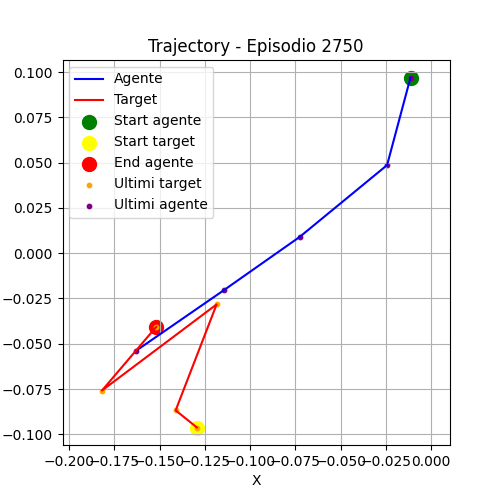 Trajectory - Episodio 2750
0.100
0.075
0.050
0.025
0.000
−0.025
−0.050
−0.075
−0.100
Agente
Target
Start agente
Start target
End agente
Ultimi target
Ultimi agente
−0.200 −0.175 −0.150 −0.125 −0.100 −0.075 −0.050 −0.025 0.000
X